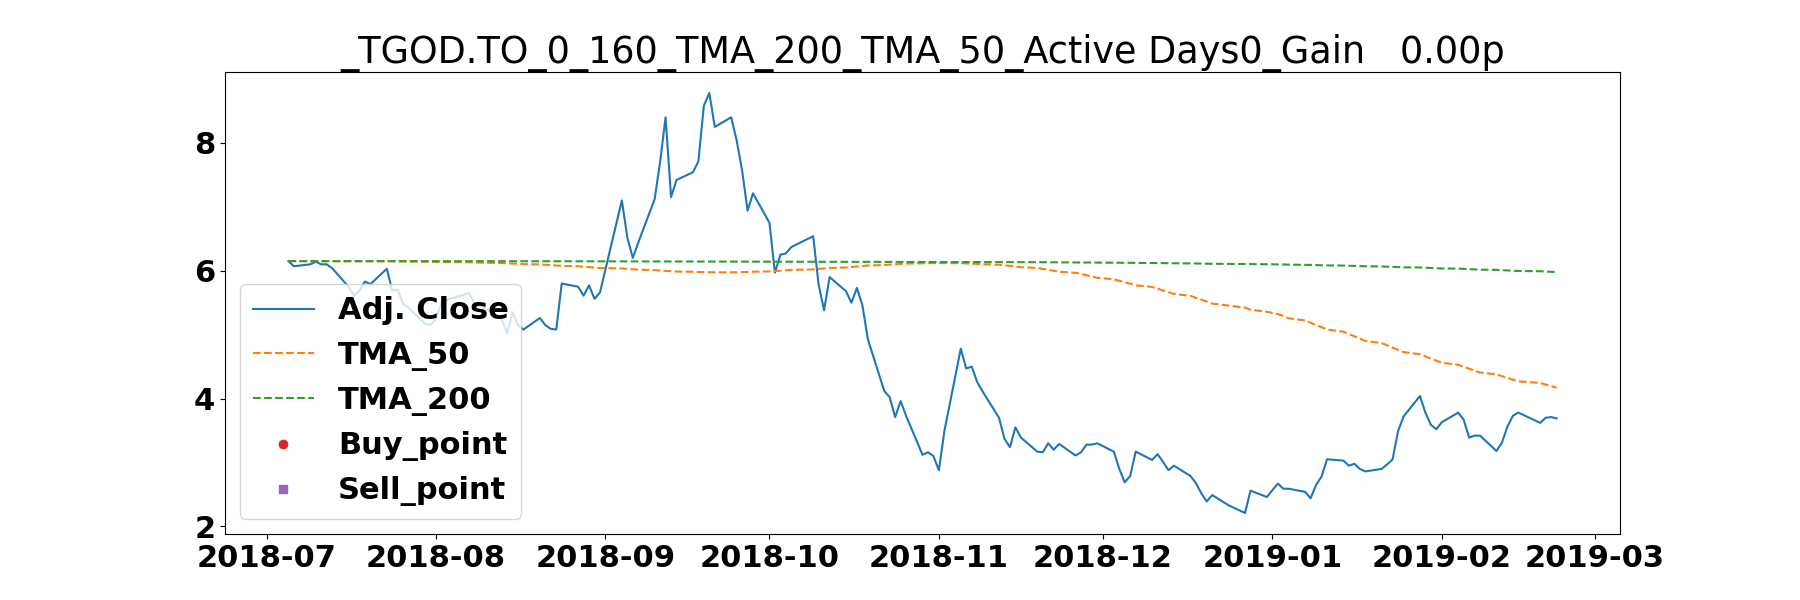 _TGOD.TO_0_160_TMA_200_TMA_50_Active Days0_Gain   0.00p
8
6
4
2
Adj. Close
TMA_50
TMA_200
Buy_point
Sell_point
2018-07 2018-08 2018-09 2018-10 2018-11 2018-12 2019-01 2019-02 2019-03